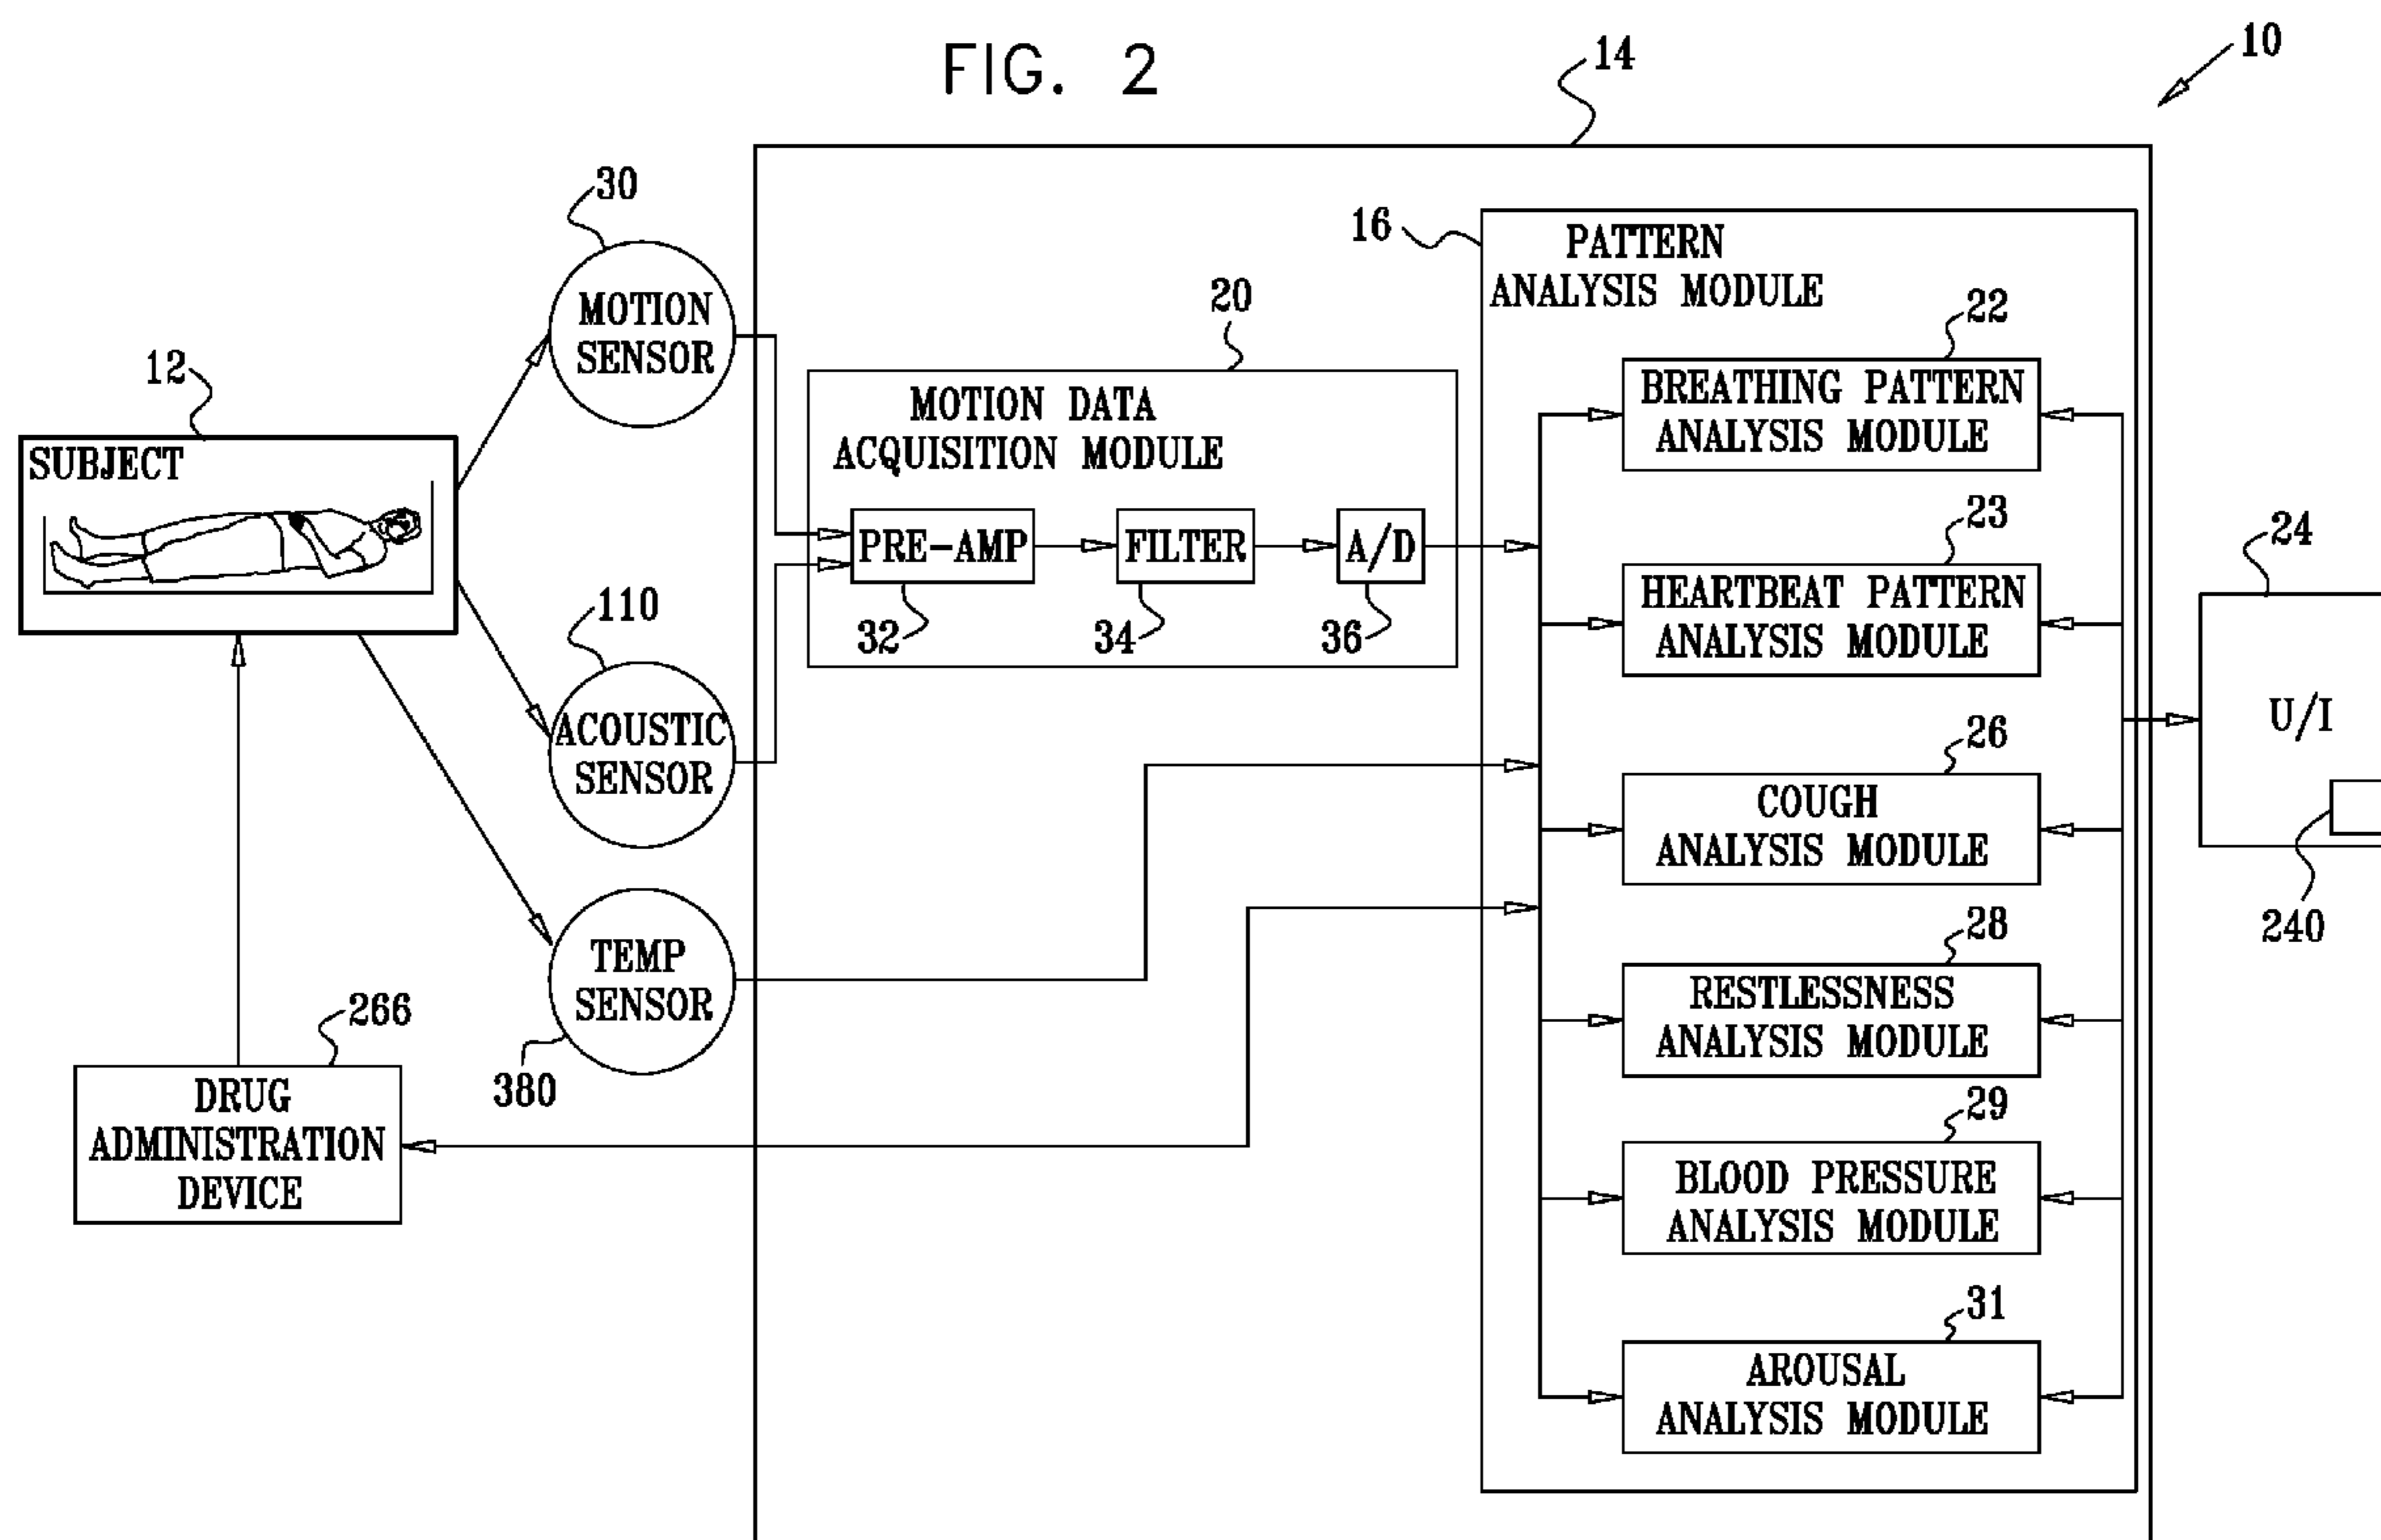 FIG. 2
14
10
30
16
PATTERN
ANALYSIS MODULE
20
22
12
MOTION
SENSOR
MOTION DATA
ACQUISITION MODULE
BREATHING PATTERN
ANALYSIS MODULE
SUBJECT
23
24
PRE-AMP
FILTER
A/D
HEARTBEAT PATTERN
ANALYSIS MODULE
110
32
34
36
ACOUSTIC
SENSOR
26
U/I
COUGH
ANALYSIS MODULE
240
28
TEMP
SENSOR
RESTLESSNESS
ANALYSIS MODULE
266
380
DRUG
ADMINISTRATION
DEVICE
29
BLOOD PRESSURE
ANALYSIS MODULE
31
AROUSAL
ANALYSIS MODULE